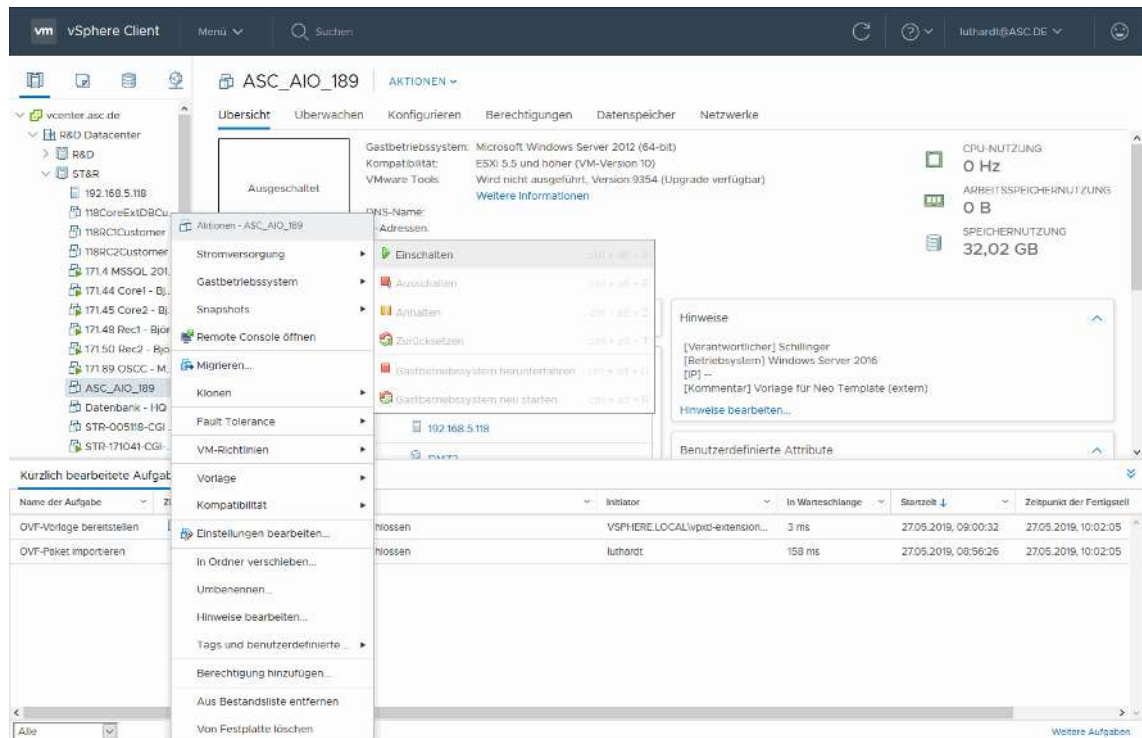 vm vSphere Client Menü Suchen luthardt@ASC.DE
ASC_AIO_189 AKTIONEN
Übersicht Überwachen Konfigurieren Berechtigungen Datenspeicher Netzwerke
vcenter.asc.de
R&D Datacenter
R&D
ST&R
192.168.5.118
118CoreExtDBCu...
118RC1Customer
118RC2Customer
171.4 MSSQL 201...
171.44 Core1 - Bj...
171.45 Core2 - Bj...
171.48 Rec1 - Björ
171.50 Rec2 - Bjö
171.89 OSCC - M...
ASC_AIO_189
Datenbank - HQ
STR-005118-CGI...
STR-171041-CGI-...
Ausgeschaltet
Gastbetriebssystem: Microsoft Windows Server 2012 (64-bit)
Kompatibilität: ESXi 5.5 und höher (VM-Version 10)
VMware Tools: Wird nicht ausgeführt, Version:9354 (Upgrade verfügbar)
Weitere Informationen
DNS-Name:
-Adressen:
CPU-NUTZUNG
0 Hz
ARBEITSSPEICHERNUTZUNG
0 B
SPEICHERNUTZUNG
32,02 GB
Aktionen - ASC_AIO_189
Stromversorgung
Gastbetriebssystem
Snapshots
Remote Console öffnen
Migrieren...
Klonen
Fault Tolerance
VM-Richtlinien
Vorlage
Kompatibilität
Einstellungen bearbeiten...
In Ordner verschieben...
Umbenennen...
Hinweise bearbeiten...
Tags und benutzerdefinierte ...
Berechtigung hinzufügen...
Aus Bestandsliste entfernen
Von Festplatte löschen
Einschalten
Ausschalten
Anhalten
Zurücksetzen
Gastbetriebssystem herunterfahren
Gastbetriebssystem neu starten
192.168.5.118
Hinweise
[Verantwortlicher] Schillinger
[Betriebsystem] Windows Server 2016
[IP] --
[Kommentar] Vorlage für Neo Template (extern)
Hinweise bearbeiten...
Benutzerdefinierte Attribute
Kürzlich bearbeitete Aufgab
Name der Aufgabe Zi Initiator In Warteschlange Startzeit ↓ Zeitpunkt der Fertigstell
OVF-Vorlage bereitstellen hlossen VSPHERE.LOCAL\vpxd-extension... 3 ms 27.05.2019, 09:00:32 27.05.2019, 10:02:05
OVF-Paket importieren hlossen luthardt 158 ms 27.05.2019, 08:56:26 27.05.2019, 10:02:05
Alle Weitere Aufgaben